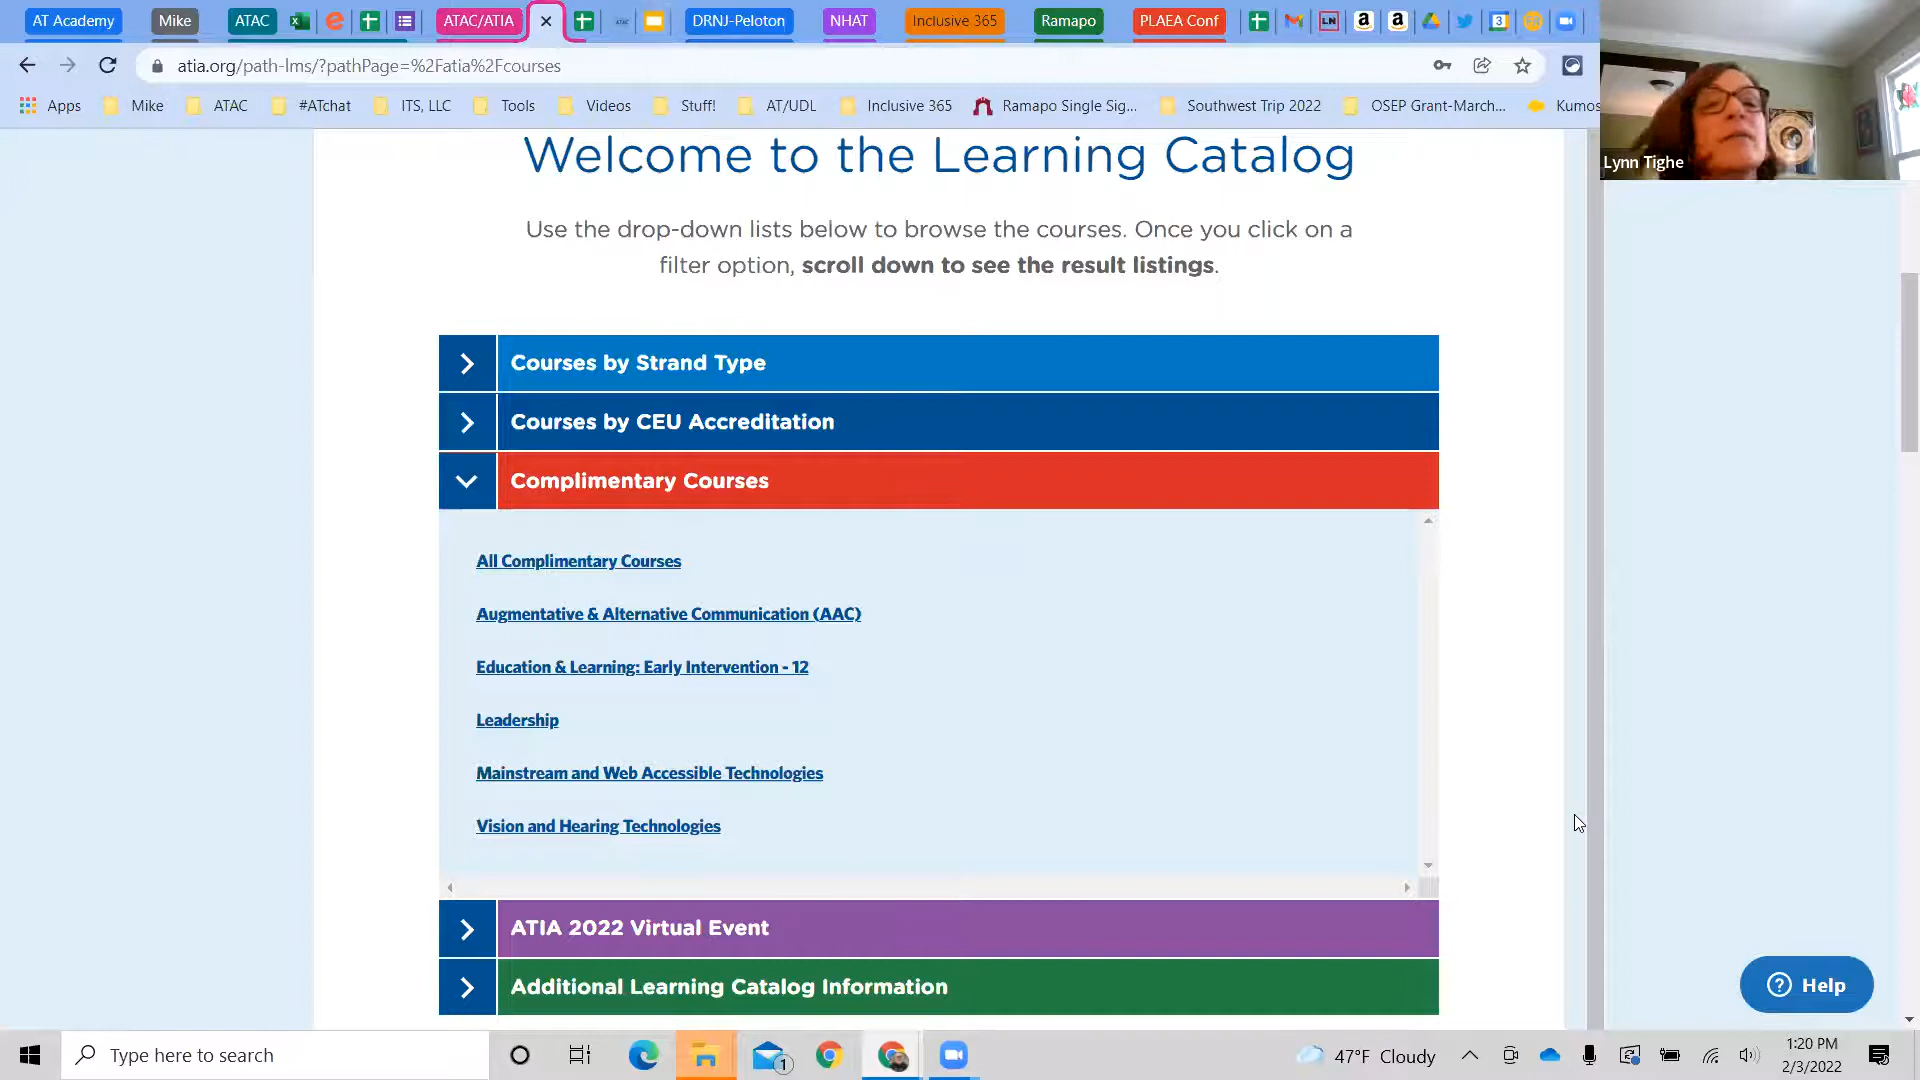 AT Academy Mike ATAC ATAC/ATIA DRNJ-Peloton NHAT Inclusive 365 Ramapo PLAEA Conf LN 3
atia.org/path-lms/?pathPage=%2Fatia%2Fcourses
Apps Mike ATAC #ATchat ITS, LLC Tools Videos Stuff! AT/UDL Inclusive 365 Ramapo Single Sig... Southwest Trip 2022 OSEP Grant-March... Kumos
Lynn Tighe
Welcome to the Learning Catalog
Use the drop-down lists below to browse the courses. Once you click on a
filter option, scroll down to see the result listings.
Courses by Strand Type
Courses by CEU Accreditation
Complimentary Courses
All Complimentary Courses
Augmentative & Alternative Communication (AAC)
Education & Learning: Early Intervention - 12
Leadership
Mainstream and Web Accessible Technologies
Vision and Hearing Technologies
ATIA 2022 Virtual Event
Additional Learning Catalog Information
Help
Type here to search
1
47°F Cloudy
1:20 PM
2/3/2022